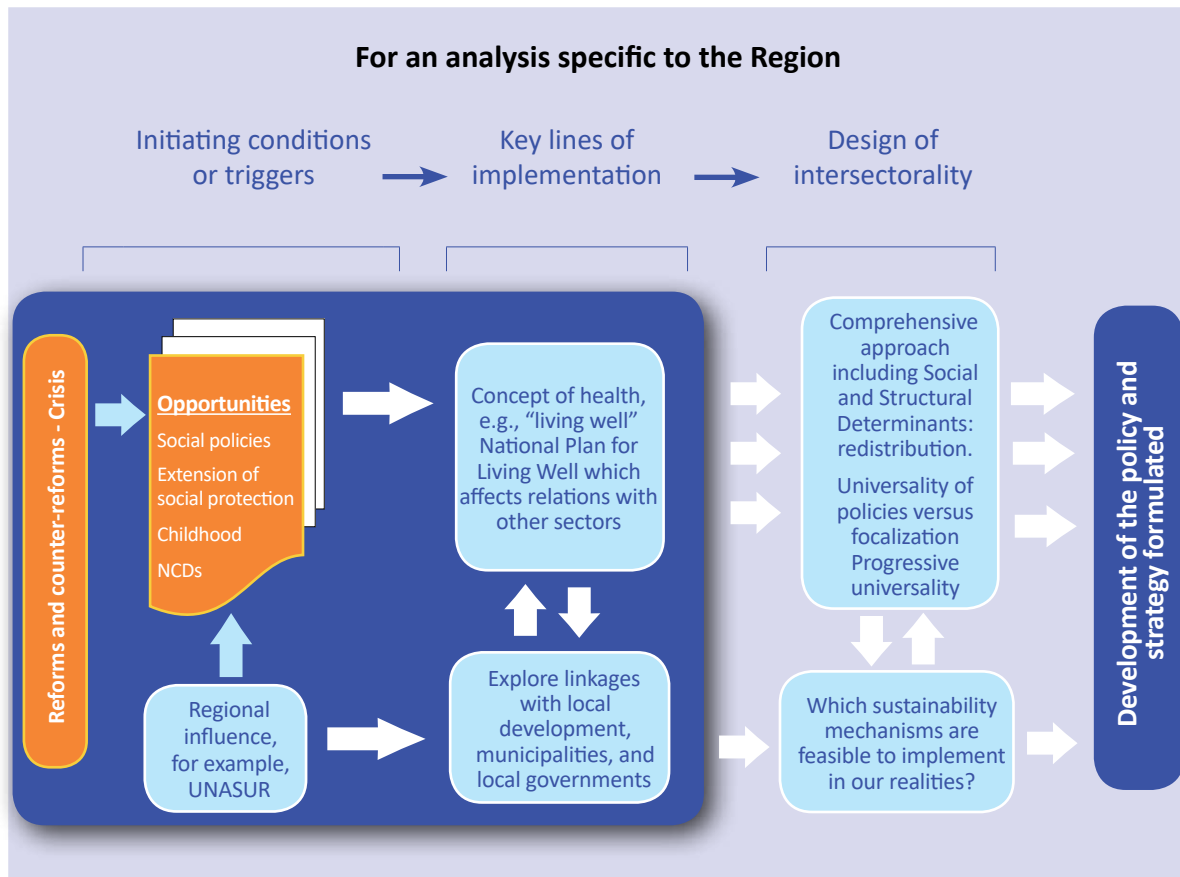 For an analysis specific to the Region
Initiating conditions
or triggers
Key lines of
implementation
Design of
intersectorality
Reforms and counter-reforms - Crisis
Opportunities
Social policies
Extension of
social protection
Childhood
NCDs
Regional
influence,
for example,
UNASUR
Concept of health,
e.g., “living well”
National Plan for
Living Well which
affects relations with
other sectors
Explore linkages
with local
development,
municipalities, and
local governments
Comprehensive
approach
including Social
and Structural
Determinants:
redistribution.
Universality of
policies versus
focalization
Progressive
universality
Which sustainability
mechanisms are
feasible to implement
in our realities?
Development of the policy and
strategy formulated